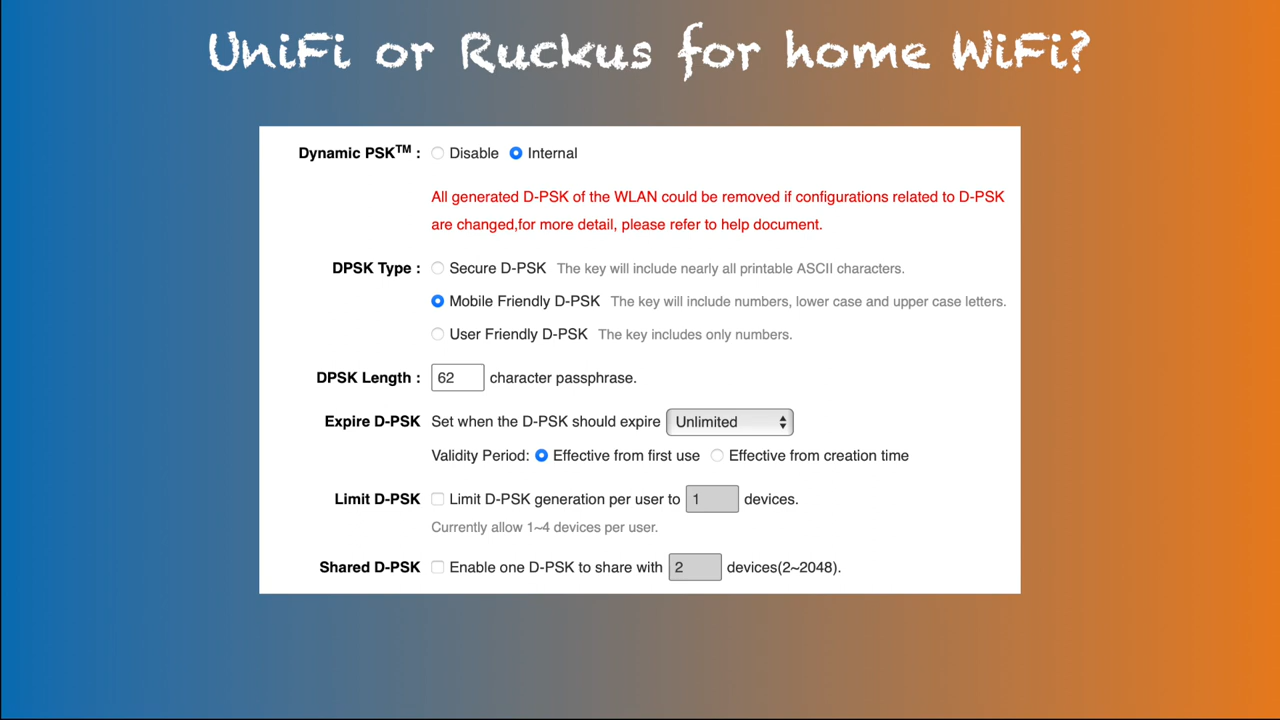 UniFi or Ruckus for home WiFi?
Dynamic PSK™ : Disable Internal
All generated D-PSK of the WLAN could be removed if configurations related to D-PSK
are changed,for more detail, please refer to help document.
DPSK Type : Secure D-PSK The key will include nearly all printable ASCII characters.
Mobile Friendly D-PSK The key will include numbers, lower case and upper case letters.
User Friendly D-PSK The key includes only numbers.
DPSK Length : 62 character passphrase.
Expire D-PSK Set when the D-PSK should expire Unlimited
Validity Period: Effective from first use Effective from creation time
Limit D-PSK Limit D-PSK generation per user to 1 devices.
Currently allow 1~4 devices per user.
Shared D-PSK Enable one D-PSK to share with 2 devices(2~2048).